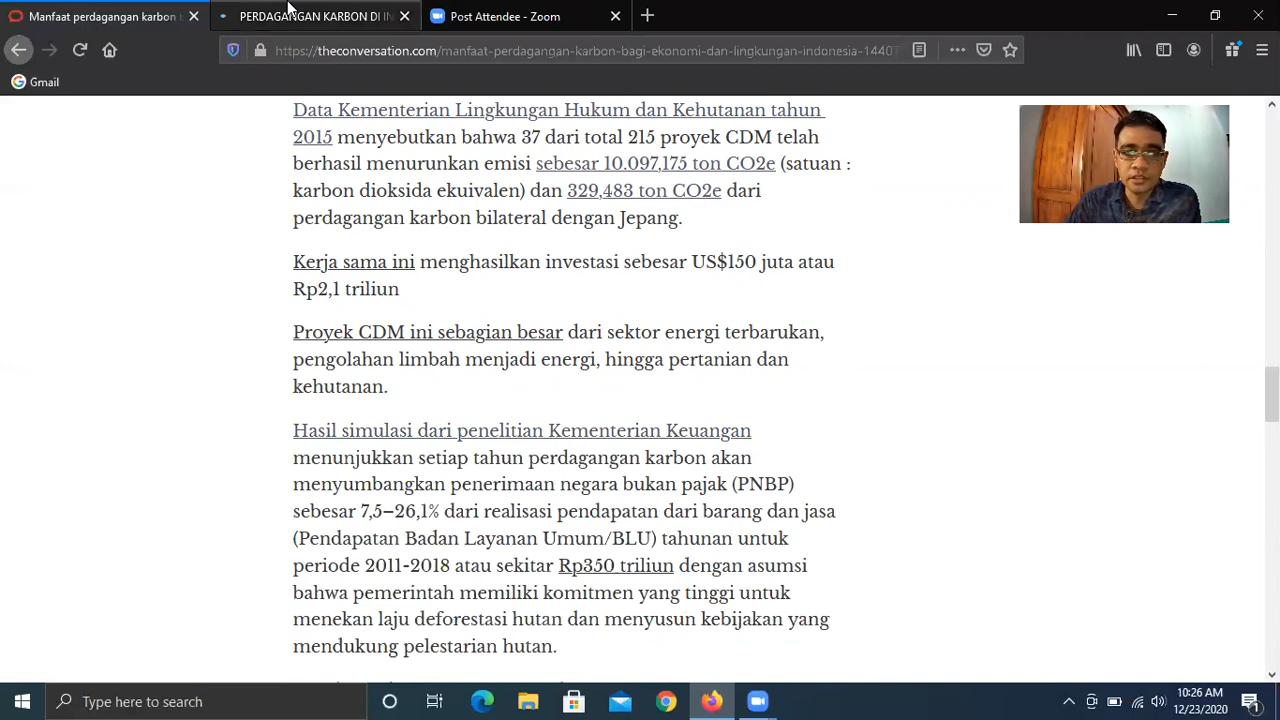 Manfaat perdagangan karbon b
PERDAGANGAN KARBON DI IN
Post Attendee - Zoom
https://theconversation.com/manfaat-perdagangan-karbon-bagi-ekonomi-dan-lingkungan-indonesia-14407
Gmail
Data Kementerian Lingkungan Hukum dan Kehutanan tahun
2015 menyebutkan bahwa 37 dari total 215 proyek CDM telah
berhasil menurunkan emisi sebesar 10.097,175 ton CO2e (satuan :
karbon dioksida ekuivalen) dan 329,483 ton CO2e dari
perdagangan karbon bilateral dengan Jepang.
Kerja sama ini menghasilkan investasi sebesar US$150 juta atau
Rp2,1 triliun
Proyek CDM ini sebagian besar dari sektor energi terbarukan,
pengolahan limbah menjadi energi, hingga pertanian dan
kehutanan.
Hasil simulasi dari penelitian Kementerian Keuangan
menunjukkan setiap tahun perdagangan karbon akan
menyumbangkan penerimaan negara bukan pajak (PNBP)
sebesar 7,5–26,1% dari realisasi pendapatan dari barang dan jasa
(Pendapatan Badan Layanan Umum/BLU) tahunan untuk
periode 2011-2018 atau sekitar Rp350 triliun dengan asumsi
bahwa pemerintah memiliki komitmen yang tinggi untuk
menekan laju deforestasi hutan dan menyusun kebijakan yang
mendukung pelestarian hutan.
Type here to search
10:26 AM
12/23/2020